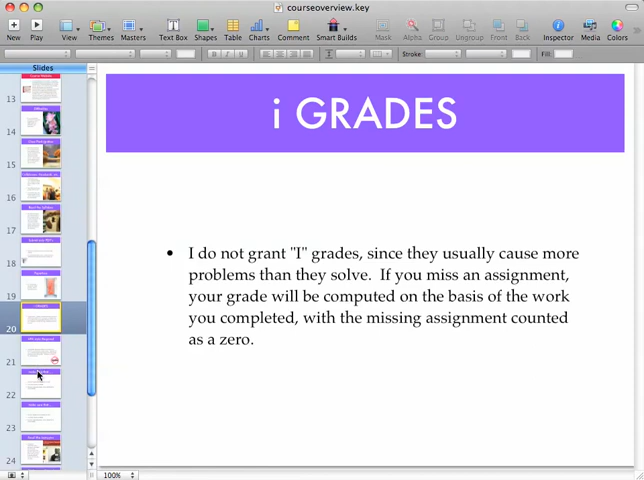 courseoverview.key
New Play View Themes Masters Text Box Shapes Table Charts Comment Smart Builds Mask Alpha Group Ungroup Front Back Inspector Media Colors
Stroke: Fill:
Slides
13
14
15
16
17
18
19
20
21
22
23
24
i GRADES
• I do not grant "I" grades, since they usually cause more
problems than they solve. If you miss an assignment,
your grade will be computed on the basis of the work
you completed, with the missing assignment counted
as a zero.
100%